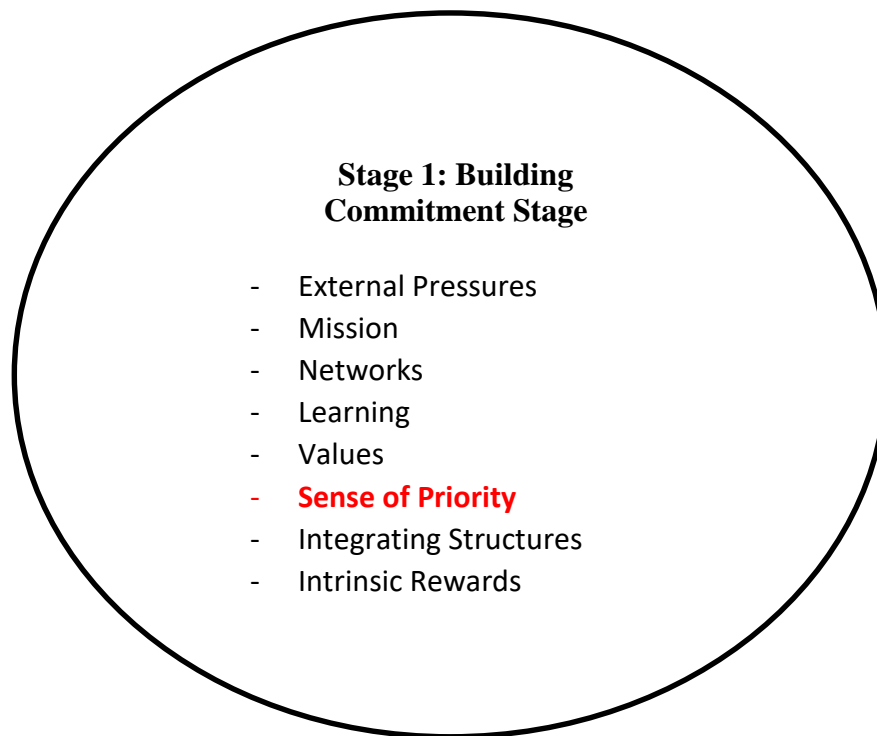 Stage 1: Building
Commitment Stage
- External Pressures
- Mission
- Networks
- Learning
- Values
- Sense of Priority
- Integrating Structures
- Intrinsic Rewards